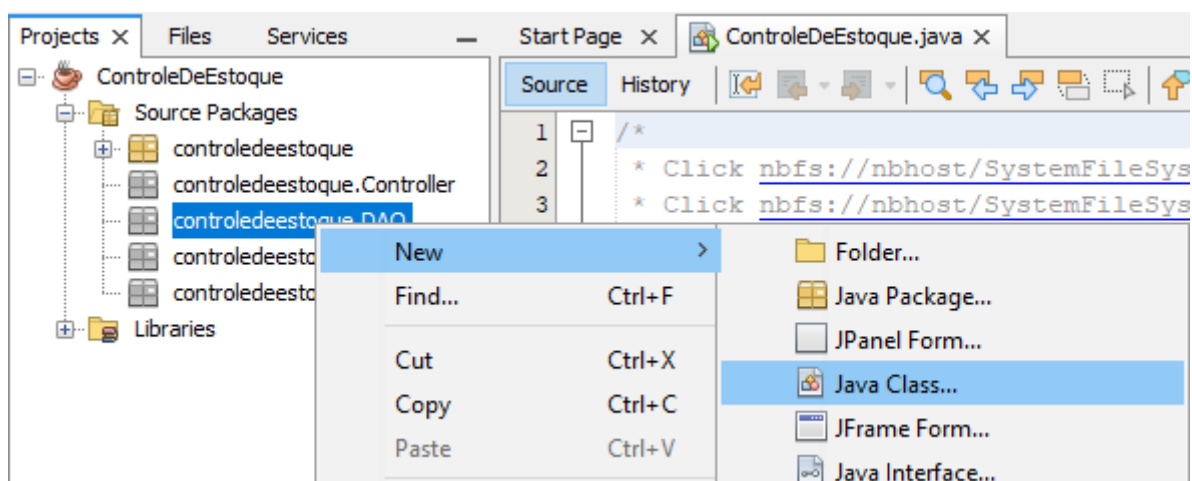 Projects Files Services Start Page ControleDeEstoque.java
ControleDeEstoque
Source History
Source Packages
controledeestoque
controledeestoque.Controller
controledeestoque.DAO
controledeesto
controledeesto
Libraries
1 /*
2 * Click nbfs://nbhost/SystemFileSys
3 * Click nbfs://nbhost/SystemFileSys
New
Find... Ctrl+F
Cut Ctrl+X
Copy Ctrl+C
Paste Ctrl+V
Folder...
Java Package...
JPanel Form...
Java Class...
JFrame Form...
Java Interface...